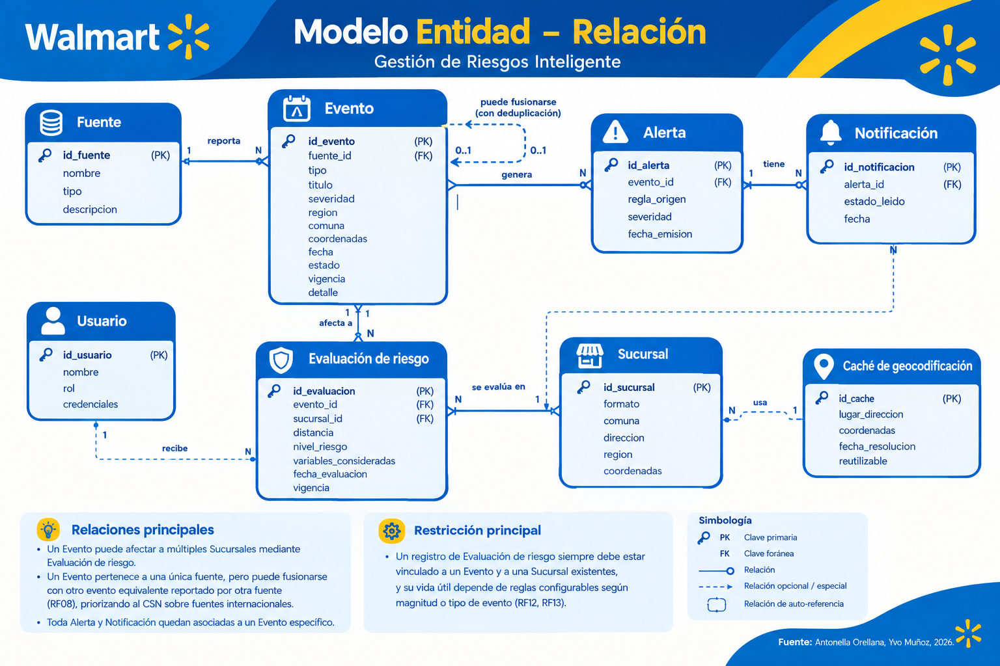 Walmart
Modelo Entidad – Relación
Gestión de Riesgos Inteligente
Fuente
id_fuente (PK)
nombre
tipo
descripcion
reporta
1 N
Evento
id_evento (PK)
fuente_id (FK)
tipo
titulo
severidad
region
comuna
coordenadas
fecha
estado
vigencia
detalle
puede fusionarse
(con deduplicación)
0..1 0..1
genera
N
Alerta
id_alerta (PK)
evento_id (FK)
regla_origen
severidad
fecha_emision
tiene
1 N
Notificación
id_notificacion (PK)
alerta_id (FK)
estado_leido
fecha
N
Usuario
id_usuario (PK)
nombre
rol
credenciales
1
recibe
N
1 1
afecta a
N
Evaluación de riesgo
id_evaluacion (PK)
evento_id (FK)
sucursal_id (FK)
distancia
nivel_riesgo
variables_consideradas
fecha_evaluacion
vigencia
se evalúa en
N 1
Sucursal
id_sucursal (PK)
formato
comuna
direccion
region
coordenadas
usa
N 1
Caché de geocodificación
id_cache (PK)
lugar_direccion
coordenadas
fecha_resolucion
reutilizable
Relaciones principales
• Un Evento puede afectar a múltiples Sucursales mediante
Evaluación de riesgo.
• Un Evento pertenece a una única fuente, pero puede fusionarse
con otro evento equivalente reportado por otra fuente
(RF08), priorizando al CSN sobre fuentes internacionales.
• Toda Alerta y Notificación quedan asociadas a un Evento específico.
Restricción principal
• Un registro de Evaluación de riesgo siempre debe estar
vinculado a un Evento y a una Sucursal existentes,
y su vida útil depende de reglas configurables según
magnitud o tipo de evento (RF12, RF13).
Simbología
PK Clave primaria
FK Clave foránea
Relación
Relación opcional / especial
Relación de auto-referencia
Fuente: Antonella Orellana, Yvo Muñoz, 2026.